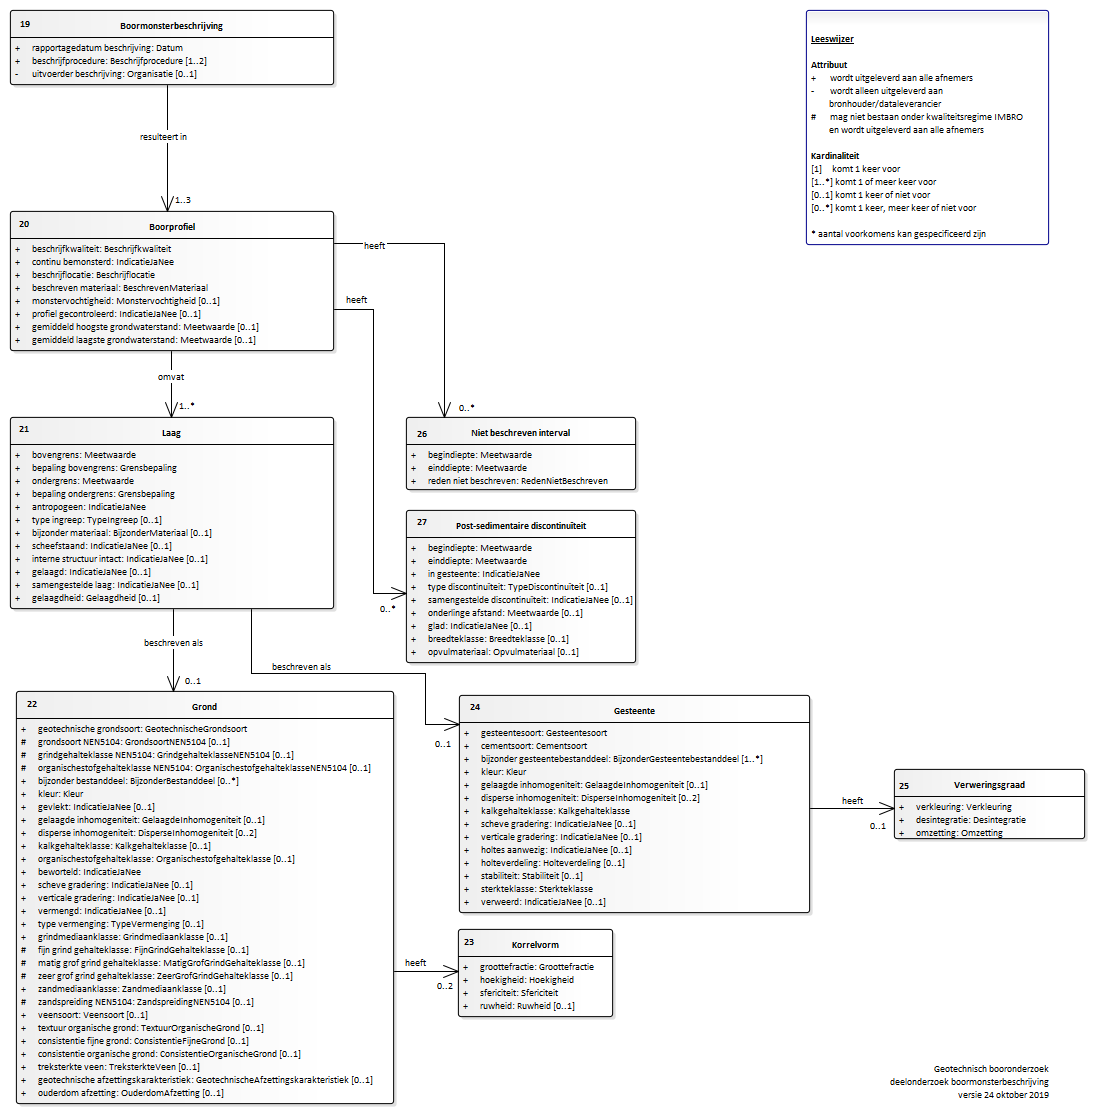 19 Boormonsterbeschrijving
+ rapportagedatum beschrijving: Datum
+ beschrijfprocedure: Beschrijfprocedure [1..2]
- uitvoerder beschrijving: Organisatie [0..1]
resulteert in
1..3
20 Boorprofiel
+ beschrijfkwaliteit: Beschrijfkwaliteit
+ continu bemonsterd: IndicatieJaNee
+ beschrijflocatie: Beschrijflocatie
+ beschreven materiaal: BeschrevenMateriaal
+ monstervochtigheid: Monstervochtigheid [0..1]
+ profiel gecontroleerd: IndicatieJaNee [0..1]
+ gemiddeld hoogste grondwaterstand: Meetwaarde [0..1]
+ gemiddeld laagste grondwaterstand: Meetwaarde [0..1]
heeft
heeft
omvat
1..*
0..*
21 Laag
+ bovengrens: Meetwaarde
+ bepaling bovengrens: Grensbepaling
+ ondergrens: Meetwaarde
+ bepaling ondergrens: Grensbepaling
+ antropogeen: IndicatieJaNee
+ type ingreep: TypeIngreep [0..1]
+ bijzonder materiaal: BijzonderMateriaal [0..1]
+ scheefstaand: IndicatieJaNee [0..1]
+ interne structuur intact: IndicatieJaNee [0..1]
+ gelaagd: IndicatieJaNee [0..1]
+ samengestelde laag: IndicatieJaNee [0..1]
+ gelaagdheid: Gelaagdheid [0..1]
26 Niet beschreven interval
+ begindiepte: Meetwaarde
+ einddiepte: Meetwaarde
+ reden niet beschreven: RedenNietBeschreven
27 Post-sedimentaire discontinuïteit
+ begindiepte: Meetwaarde
+ einddiepte: Meetwaarde
+ in gesteente: IndicatieJaNee
+ type discontinuïteit: TypeDiscontinuïteit [0..1]
+ samengestelde discontinuïteit: IndicatieJaNee [0..1]
+ onderlinge afstand: Meetwaarde [0..1]
+ glad: IndicatieJaNee [0..1]
+ breedteklasse: Breedteklasse [0..1]
+ opvulmateriaal: Opvulmateriaal [0..1]
0..*
beschreven als
0..1
beschreven als
0..1
22 Grond
+ geotechnische grondsoort: GeotechnischeGrondsoort
# grondsoort NEN5104: GrondsoortNEN5104 [0..1]
# grindgehalteklasse NEN5104: GrindgehalteklasseNEN5104 [0..1]
# organischestofgehalteklasse NEN5104: OrganischestofgehalteklasseNEN5104 [0..1]
+ bijzonder bestanddeel: BijzonderBestanddeel [0..*]
+ kleur: Kleur
+ gevlekt: IndicatieJaNee [0..1]
+ gelaagde inhomogeniteit: GelaagdeInhomogeniteit [0..1]
+ disperse inhomogeniteit: DisperseInhomogeniteit [0..2]
+ kalkgehalteklasse: Kalkgehalteklasse [0..1]
+ organischestofgehalteklasse: Organischestofgehalteklasse [0..1]
+ beworteld: IndicatieJaNee
+ scheve gradering: IndicatieJaNee [0..1]
+ verticale gradering: IndicatieJaNee [0..1]
+ vermengd: IndicatieJaNee [0..1]
+ type vermenging: TypeVermenging [0..1]
+ grindmediaanklasse: Grindmediaanklasse [0..1]
# fijn grind gehalteklasse: FijnGrindGehalteklasse [0..1]
# matig grof grind gehalteklasse: MatigGrofGrindGehalteklasse [0..1]
# zeer grof grind gehalteklasse: ZeerGrofGrindGehalteklasse [0..1]
+ zandmediaanklasse: Zandmediaanklasse [0..1]
# zandspreiding NEN5104: ZandspreidingNEN5104 [0..1]
+ veensoort: Veensoort [0..1]
+ textuur organische grond: TextuurOrganischeGrond [0..1]
+ consistentie fijne grond: ConsistentieFijneGrond [0..1]
+ consistentie organische grond: ConsistentieOrganischeGrond [0..1]
+ treksterkte veen: TreksterkteVeen [0..1]
+ geotechnische afzettingskarakteristiek: GeotechnischeAfzettingskarakteristiek [0..1]
+ ouderdom afzetting: OuderdomAfzetting [0..1]
24 Gesteente
+ gesteentesoort: Gesteentesoort
+ cementsoort: Cementsoort
+ bijzonder gesteentebestanddeel: BijzonderGesteentebestanddeel [1..*]
+ kleur: Kleur
+ gelaagde inhomogeniteit: GelaagdeInhomogeniteit [0..1]
+ disperse inhomogeniteit: DisperseInhomogeniteit [0..2]
+ kalkgehalteklasse: Kalkgehalteklasse
+ scheve gradering: IndicatieJaNee [0..1]
+ verticale gradering: IndicatieJaNee [0..1]
+ holtes aanwezig: IndicatieJaNee [0..1]
+ holteverdeling: Holteverdeling [0..1]
+ stabiliteit: Stabiliteit [0..1]
+ sterkteklasse: Sterkteklasse
+ verweerd: IndicatieJaNee [0..1]
heeft
0..1
25 Verweringsgraad
+ verkleuring: Verkleuring
+ desintegratie: Desintegratie
+ omzetting: Omzetting
heeft
0..2
23 Korrelvorm
+ groottefractie: Groottefractie
+ hoekigheid: Hoekigheid
+ sfericiteit: Sfericiteit
+ ruwheid: Ruwheid [0..1]
Leeswijzer
Attribuut
+ wordt uitgeleverd aan alle afnemers
- wordt alleen uitgeleverd aan
bronhouder/dataleverancier
# mag niet bestaan onder kwaliteitsregime IMBRO
en wordt uitgeleverd aan alle afnemers
Kardinaliteit
[1] komt 1 keer voor
[1..*] komt 1 of meer keer voor
[0..1] komt 1 keer of niet voor
[0..*] komt 1 keer, meer keer of niet voor
* aantal voorkomens kan gespecificeerd zijn
Geotechnisch booronderzoek
deelonderzoek boormonsterbeschrijving
versie 24 oktober 2019